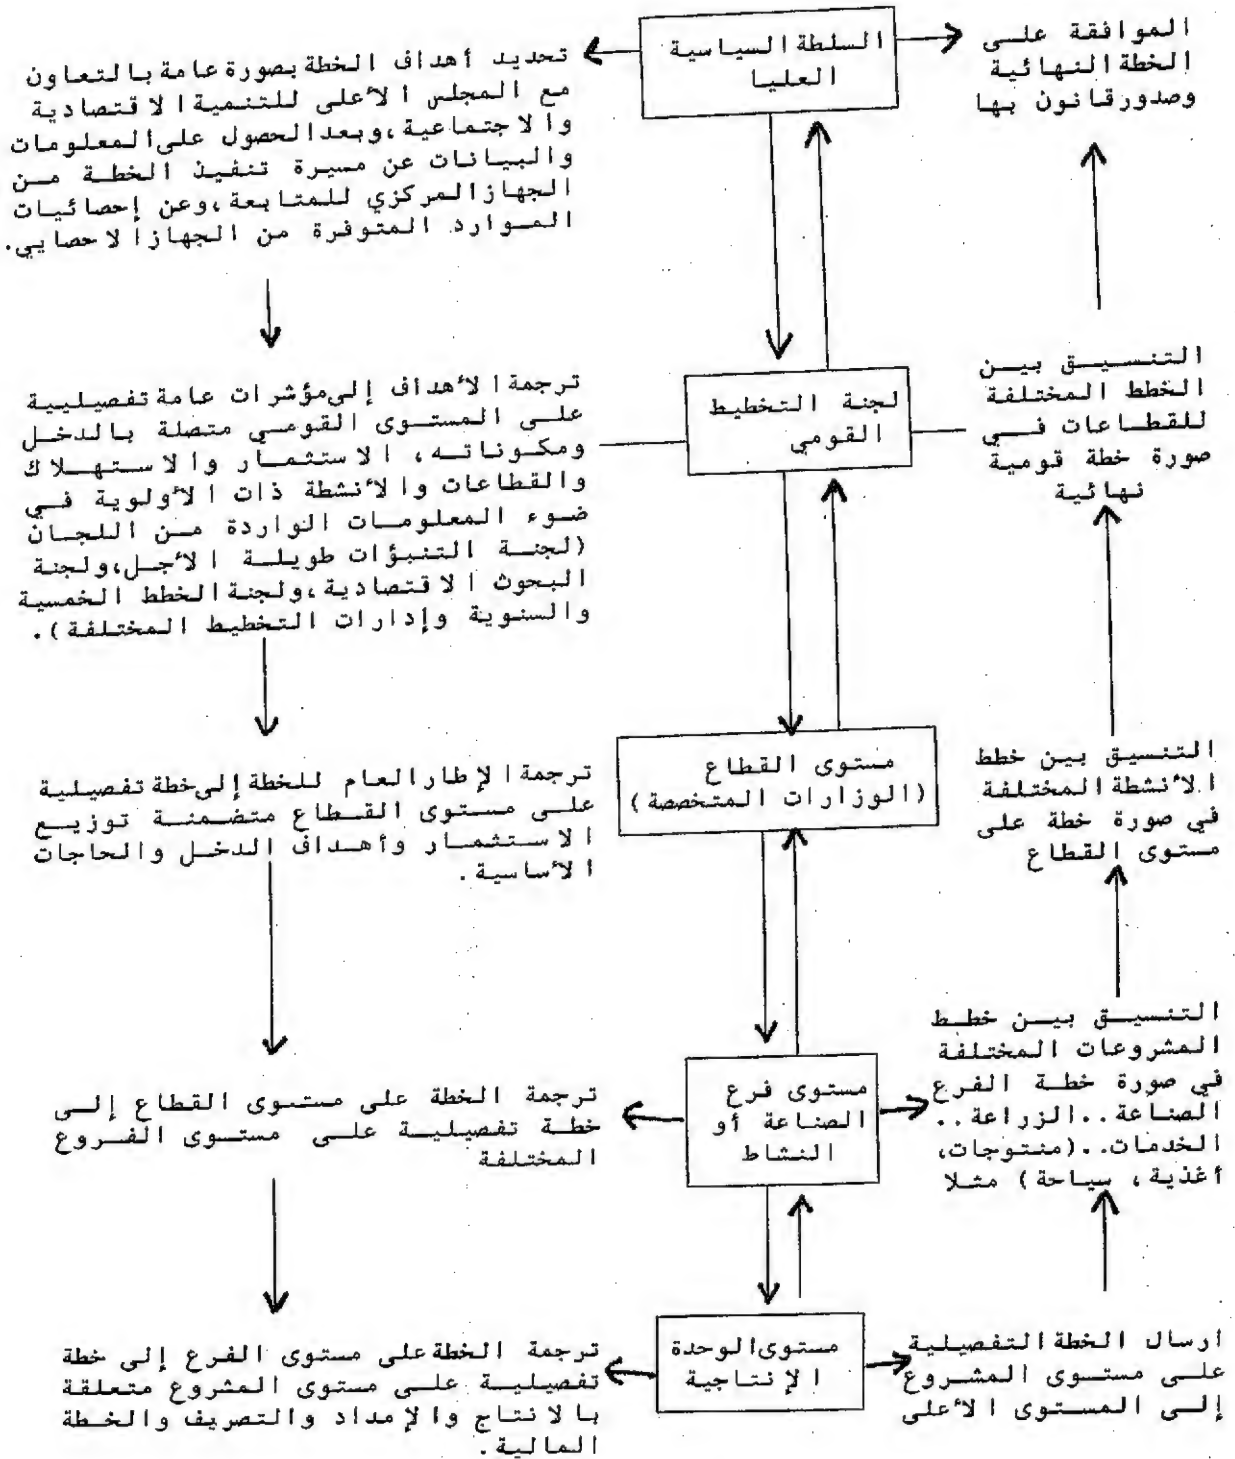 الموافقة على
الخطة النهائية
وصدور قانون بها
السلطة السياسية
العليا
تحديد أهداف الخطة بصورة عامة بالتعاون
مع المجلس الأعلى للتنمية الاقتصادية
والاجتماعية، وبعد الحصول على المعلومات
والبيانات عن مسيرة تنفيذ الخطة من
الجهاز المركزي للمتابعة، وعن إحصائيات
الموارد المتوفرة من الجهاز الاحصايي.
التنسيق بين
الخطط المختلفة
للقطاعات في
صورة خطة قومية
نهائية
لجنة التخطيط
القومي
ترجمة الأهداف إلى مؤشرات عامة تفصيليية
على المستوى القومي متصلة بالدخل
ومكوناته، الاستثمار والاستهلاك
والقطاعات والأنشطة ذات الأولوية في
ضوء المعلومات الواردة من اللجان
(لجنة التنبؤات طويلة الأجل، ولجنة
البحوث الاقتصادية، ولجنة الخطط الخمسية
والسنوية وإدارات التخطيط المختلفة).
التنسيق بين خطط
الأنشطة المختلفة
في صورة خطة على
مستوى القطاع
مستوى القطاع
(الوزارات المتخصصة)
ترجمة الإطار العام للخطة إلى خطة تفصيلية
على مستوى القطاع متضمنة توزيع
الاستثمار وأهداف الدخل والحاجات
الأساسية.
التنسيق بين خطط
المشروعات المختلفة
في صورة خطة الفرع
الصناعة..الزراعة..
الخدمات..(منتوجات،
أغذية، سياحة) مثلا
مستوى فرع
الصناعة أو
النشاط
ترجمة الخطة على مستوى القطاع إلى
خطة تفصيلية على مستوى الفروع
المختلفة
ارسال الخطة التفصيلية
على مستوى المشروع
إلى المستوى الأعلى
مستوى الوحدة
الإنتاجية
ترجمة الخطة على مستوى الفرع إلى خطة
تفصيلية على مستوى المشروع متعلقة
بالانتاج والإمداد والتصريف والخطة
المالية.